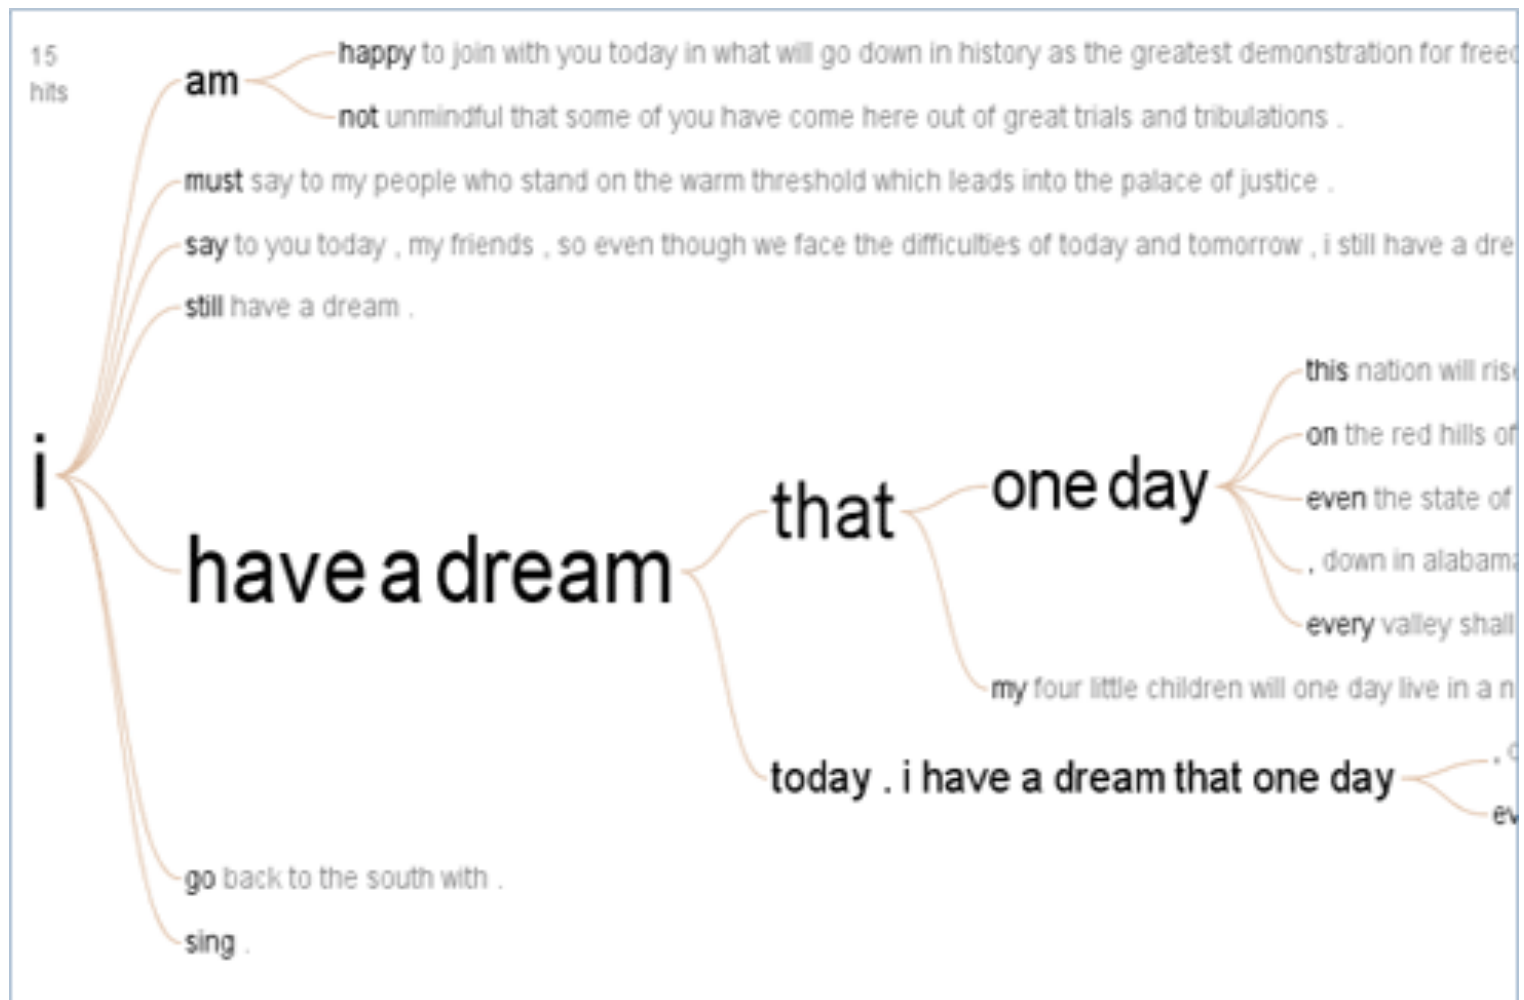 15
hits
am
happy to join with you today in what will go down in history as the greatest demonstration for
not unmindful that some of you have come here out of great trials and tribulations .
must say to my people who stand on the warm threshold which leads into the palace of justice .
say to you today , my friends , so even though we face the difficulties of today and tomorrow , i still have a
still have a dream .
i
have a dream
that
one day
this nation will
on the red hills of
even the state of
, down in
every valley shall
my four little children will one day live in a
today . i have a dream that one day
,
go back to the south with .
sing .